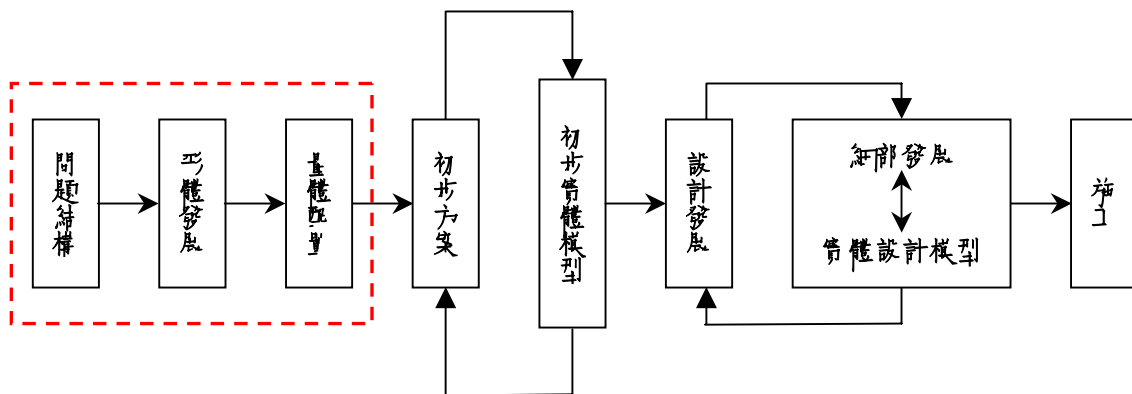 問題結構
形體發展
量體配置
初步方案
初步實體模型
設計發展
細部發展
實體設計模型
施工